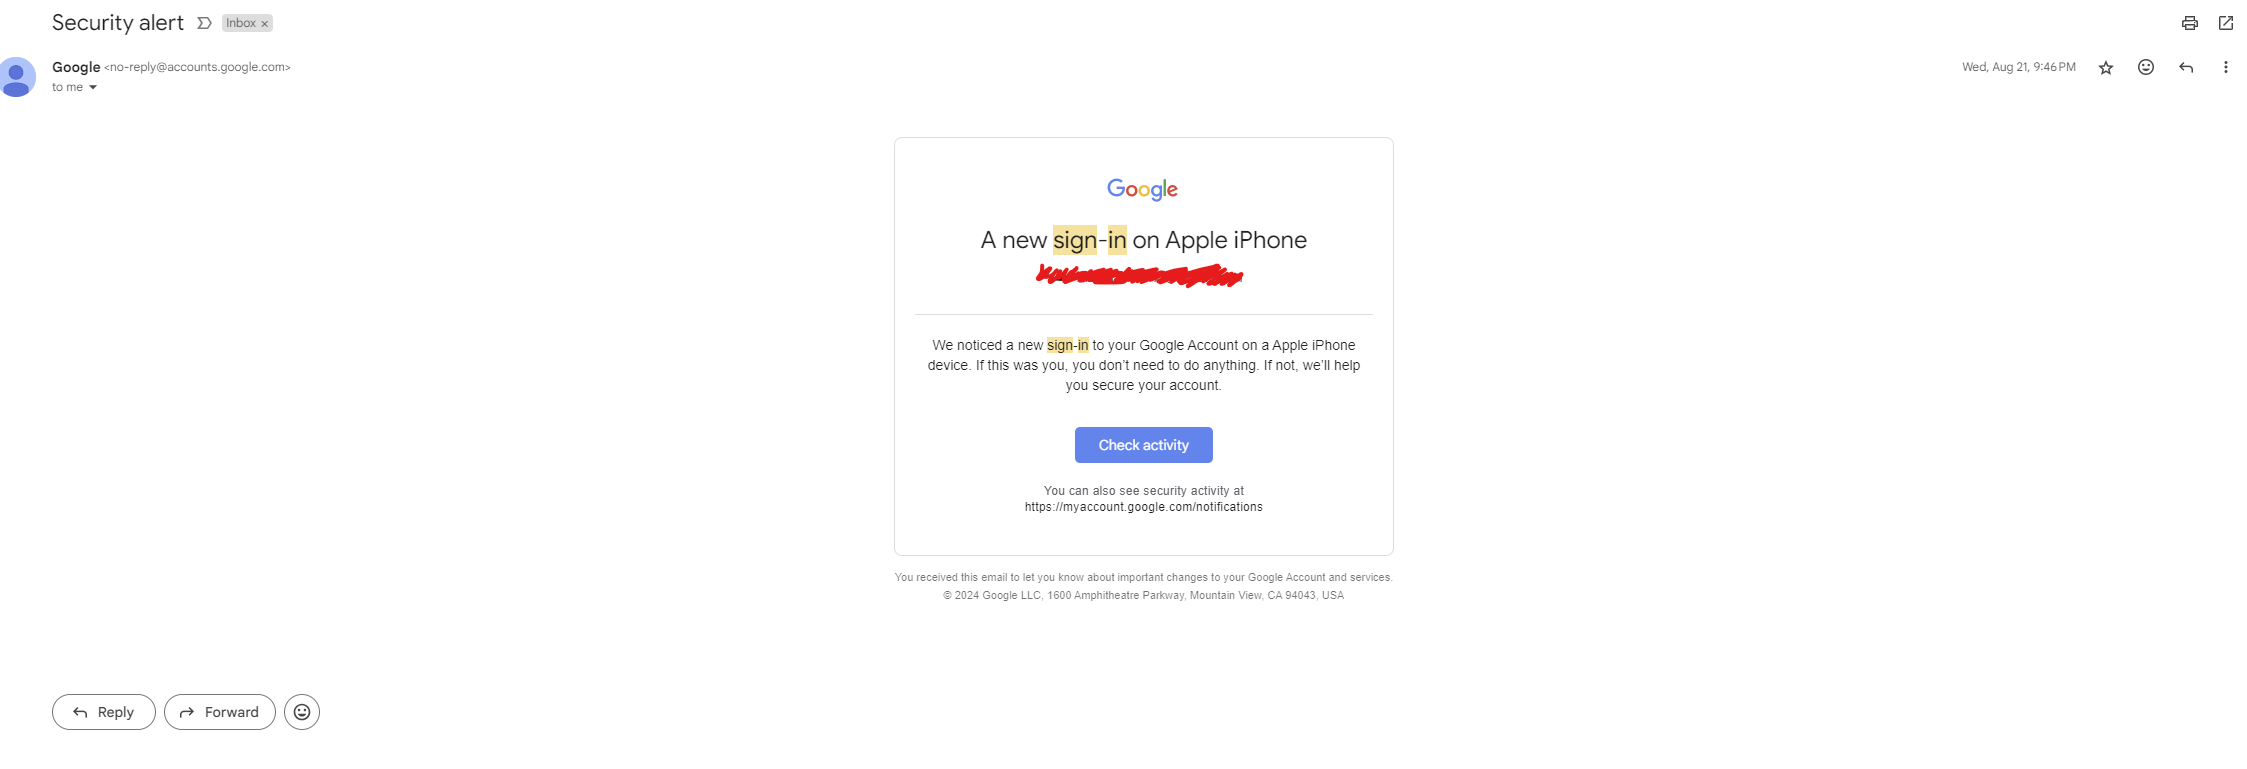 Security alert Inbox ×
Google <no-reply@accounts.google.com> Wed, Aug 21, 9:46 PM
to me
Google
A new sign-in on Apple iPhone
We noticed a new sign-in to your Google Account on a Apple iPhone
device. If this was you, you don’t need to do anything. If not, we’ll help
you secure your account.
Check activity
You can also see security activity at
https://myaccount.google.com/notifications
You received this email to let you know about important changes to your Google Account and services.
© 2024 Google LLC, 1600 Amphitheatre Parkway, Mountain View, CA 94043, USA
Reply Forward